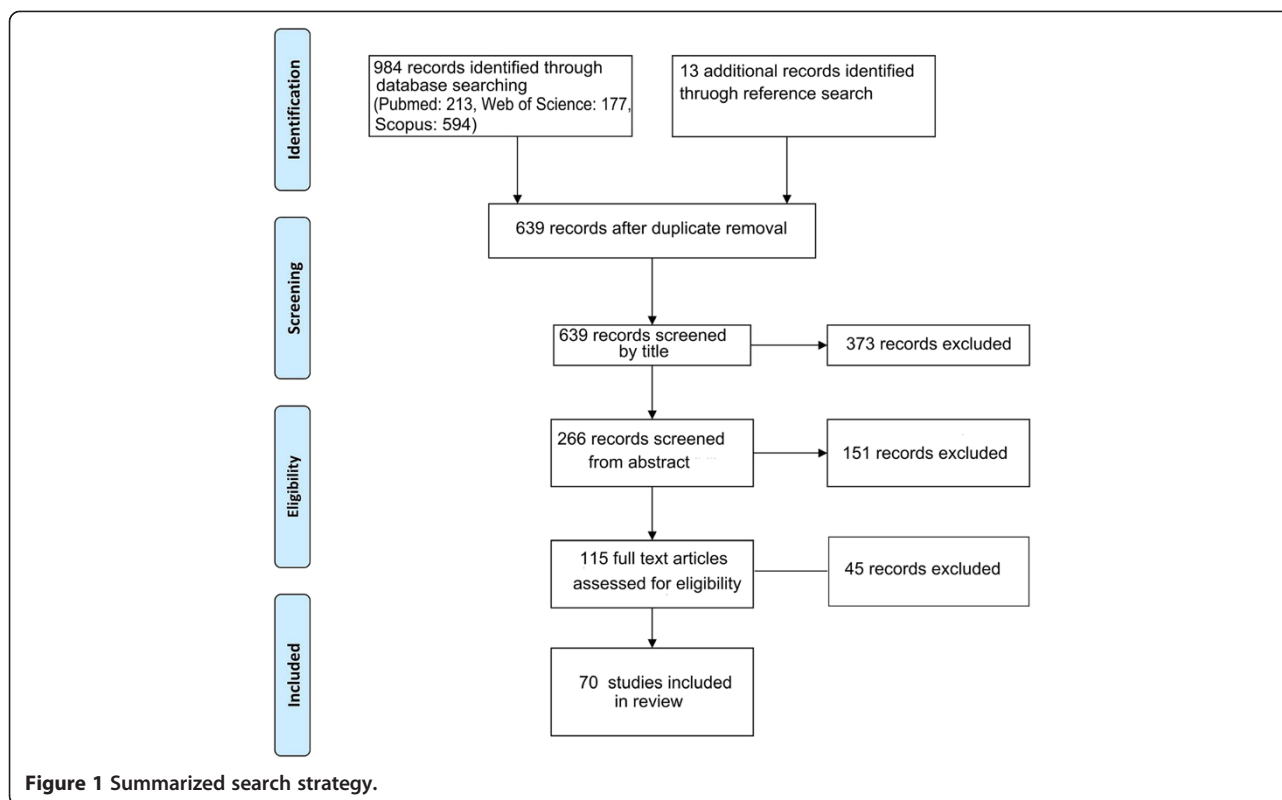 Identification
984 records identified through
database searching
(Pubmed: 213, Web of Science: 177,
Scopus: 594)
13 additional records identified
thruogh reference search
Screening
639 records after duplicate removal
639 records screened
by title
373 records excluded
Eligibility
266 records screened
from abstract
151 records excluded
115 full text articles
assessed for eligibility
45 records excluded
Included
70 studies included
in review
Figure 1 Summarized search strategy.